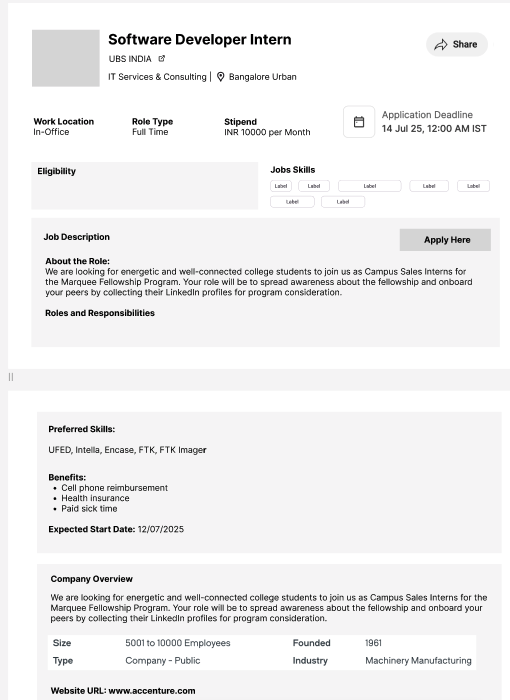 Software Developer Intern
UBS INDIA
Share
IT Services & Consulting | Bangalore Urban
Work Location
In-Office
Role Type
Full Time
Stipend
INR 10000 per Month
Application Deadline
14 Jul 25, 12:00 AM IST
Eligibility
Jobs Skills
Label Label Label Label Label
Label Label
Job Description
Apply Here
About the Role:
We are looking for energetic and well-connected college students to join us as Campus Sales Interns for
the Marquee Fellowship Program. Your role will be to spread awareness about the fellowship and onboard
your peers by collecting their LinkedIn profiles for program consideration.
Roles and Responsibilities
Preferred Skills:
UFED, Intella, Encase, FTK, FTK Imager
Benefits:
• Cell phone reimbursement
• Health insurance
• Paid sick time
Expected Start Date: 12/07/2025
Company Overview
We are looking for energetic and well-connected college students to join us as Campus Sales Interns for the
Marquee Fellowship Program. Your role will be to spread awareness about the fellowship and onboard your
peers by collecting their LinkedIn profiles for program consideration.
Size 5001 to 10000 Employees Founded 1961
Type Company - Public Industry Machinery Manufacturing
Website URL: www.accenture.com